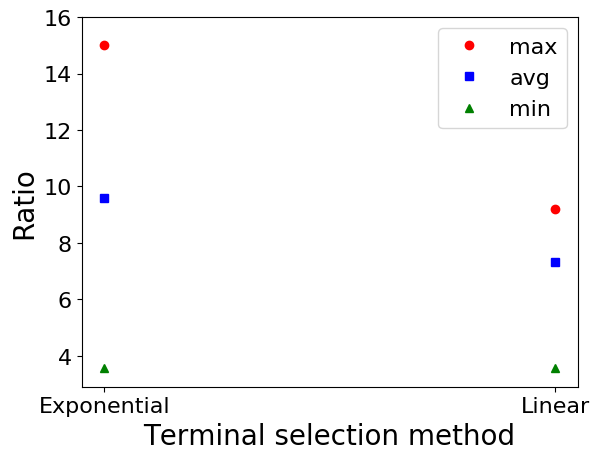 16
14
12
10
8
6
4
Ratio
max
avg
min
Exponential
Linear
Terminal selection method